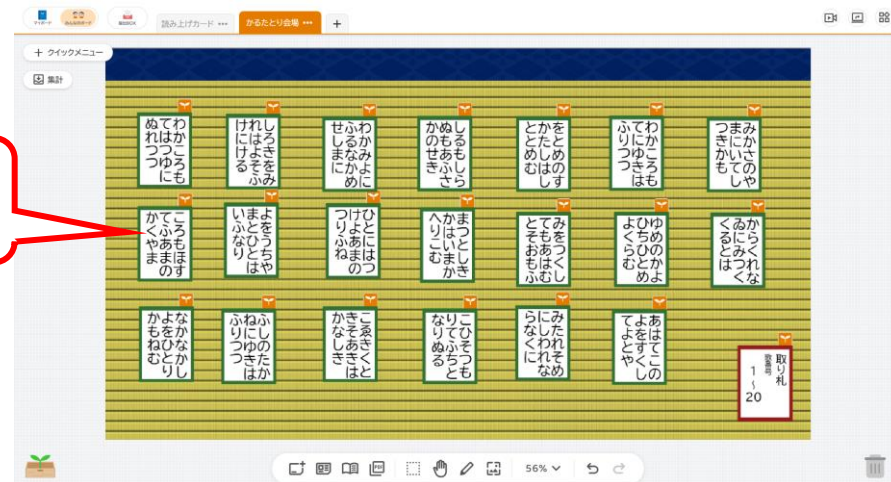 マイボード
みんなのボード
読み上げカード •••
かるたとり会場 •••
+
+ クイックメニュー
集計
わかころも
てはつゆに
ぬれつつ
しろきをみ
れはよそふ
けにける
わかみよに
ふるなかめ
せしまに
しるもしら
ぬもあふさ
かのせき
をとめのす
かたしはし
ととめむ
わかころも
てにゆきは
ふりつつ
みかさのや
まにいてし
つきかも
ころもほす
てふあまの
かくやま
よをうちや
まとひとは
いふなり
ひとにはつ
けよあまの
つりふね
まつとしき
かはいまか
へりこむ
みをつくし
てもあはむ
とそおもふ
ゆめのかよ
ひちひとめ
よくらむ
からくれな
ゐにみつく
くるとは
なかなかし
よをひとり
かもねむ
ふしのたか
ねにゆきは
ふりつつ
こゑきくと
きそあきは
かなしき
こひそつも
りてふちと
なりぬる
みたれそめ
にしわれな
らなくに
あはてこの
よをすくし
てよとや
取り札
歌番号
1~20
PDF
56%